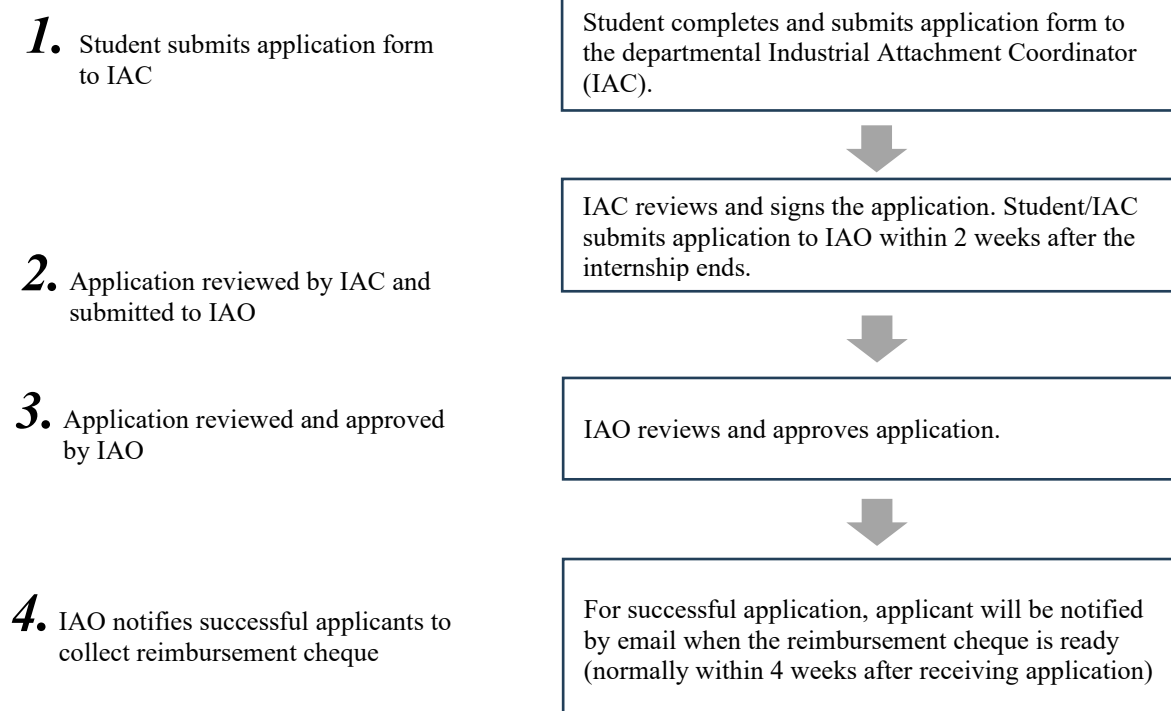 1. Student submits application form
to IAC
Student completes and submits application form to
the departmental Industrial Attachment Coordinator
(IAC).
2. Application reviewed by IAC and
submitted to IAO
IAC reviews and signs the application. Student/IAC
submits application to IAO within 2 weeks after the
internship ends.
3. Application reviewed and approved
by IAO
IAO reviews and approves application.
4. IAO notifies successful applicants to
collect reimbursement cheque
For successful application, applicant will be notified
by email when the reimbursement cheque is ready
(normally within 4 weeks after receiving application)